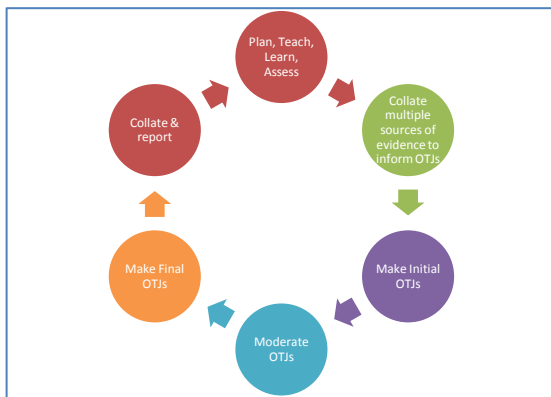 Plan, Teach,
Learn,
Assess
Collate
multiple
sources of
evidence to
inform OTJs
Make Initial
OTJs
Moderate
OTJs
Make Final
OTJs
Collate &
report